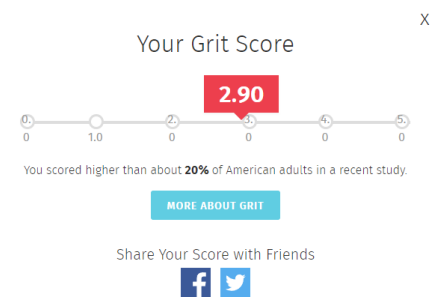 X
Your Grit Score
2.90
0. 2. 3. 4. 5.
0 1.0 0 0 0 0
You scored higher than about 20% of American adults in a recent study.
MORE ABOUT GRIT
Share Your Score with Friends